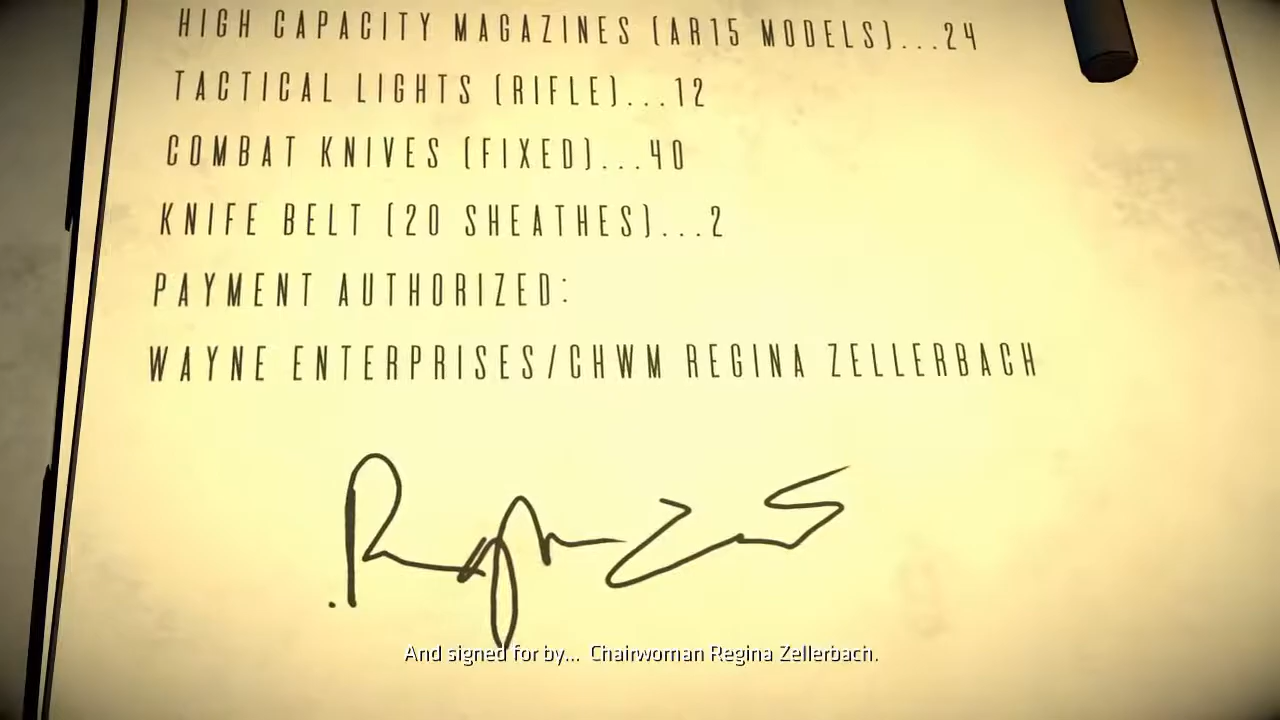 HIGH CAPACITY MAGAZINES (AR15 MODELS)...24
TACTICAL LIGHTS (RIFLE)...12
COMBAT KNIVES (FIXED)...40
KNIFE BELT (20 SHEATHES)...2
PAYMENT AUTHORIZED:
WAYNE ENTERPRISES/CHWM REGINA ZELLERBACH
And signed for by... Chairwoman Regina Zellerbach.